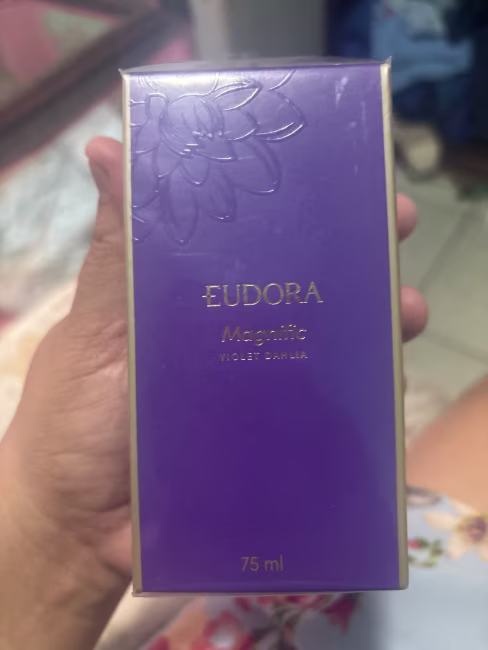 EUDORA
Magnific
VIOLET DAHLIA
75 ml